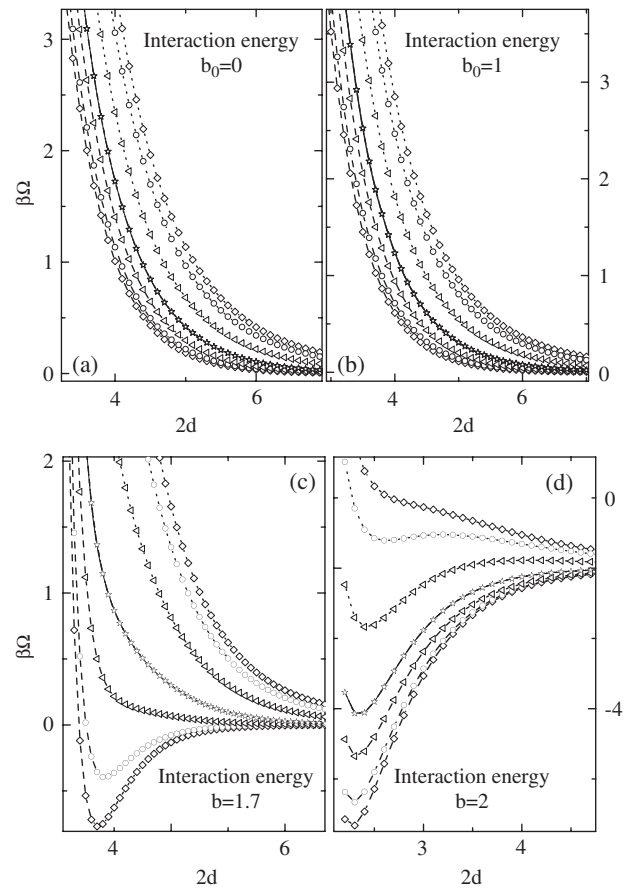 Interaction energy
b₀=0
3
2
1
0
βΩ
(a)
4
6
2d
Interaction energy
b₀=1
3
2
1
0
(b)
4
6
2d
2
1
0
βΩ
(c)
Interaction energy
b=1.7
4
6
2d
(d)
0
-4
Interaction energy
b=2
3
4
2d